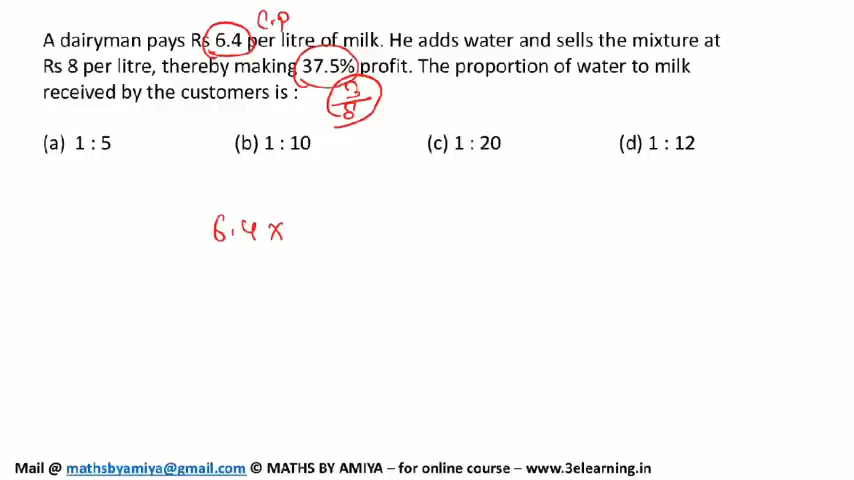 C.P
A dairyman pays Rs 6.4 per litre of milk. He adds water and sells the mixture at
Rs 8 per litre, thereby making 37.5% profit. The proportion of water to milk
received by the customers is :
3
8
(a) 1 : 5 (b) 1 : 10 (c) 1 : 20 (d) 1 : 12
6.4 x
Mail @ mathsbyamiya@gmail.com © MATHS BY AMIYA – for online course – www.3elearning.in